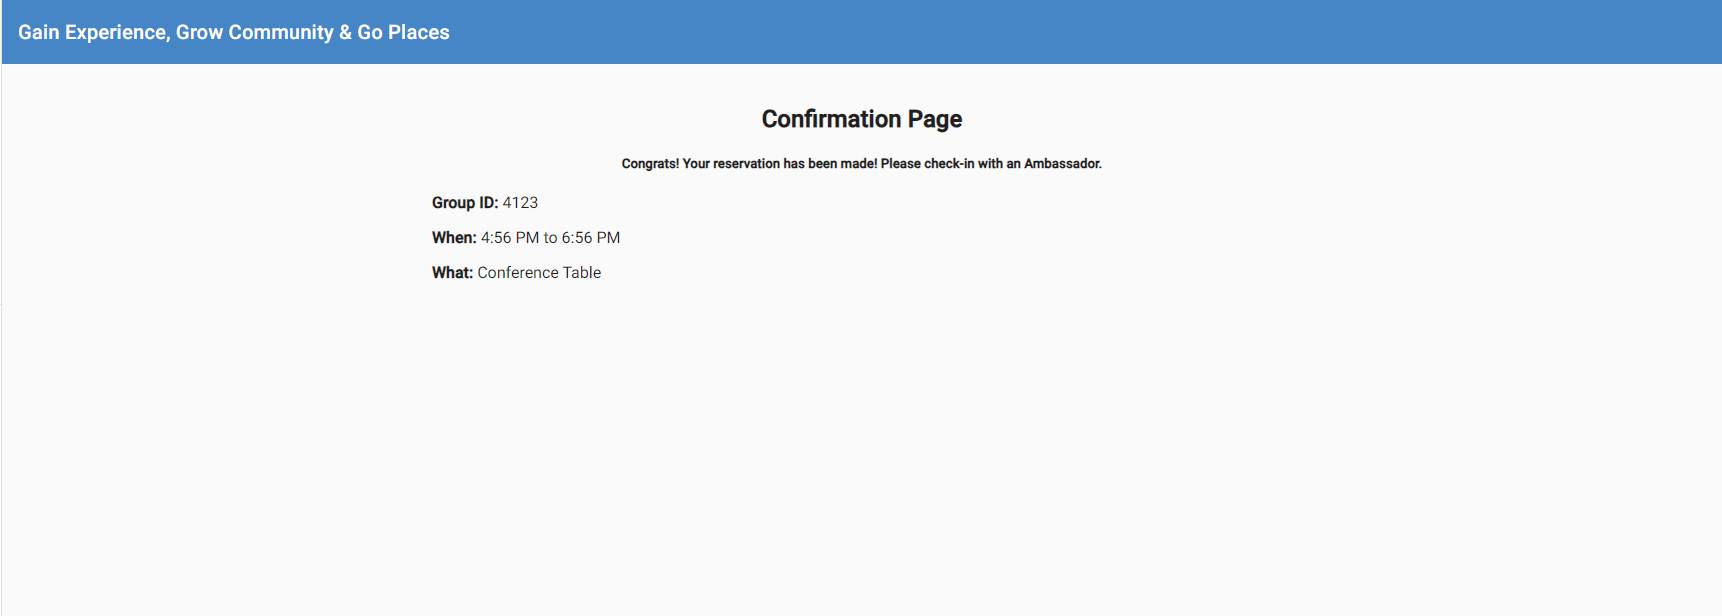 Gain Experience, Grow Community & Go Places
Confirmation Page
Congrats! Your reservation has been made! Please check-in with an Ambassador.
Group ID: 4123
When: 4:56 PM to 6:56 PM
What: Conference Table